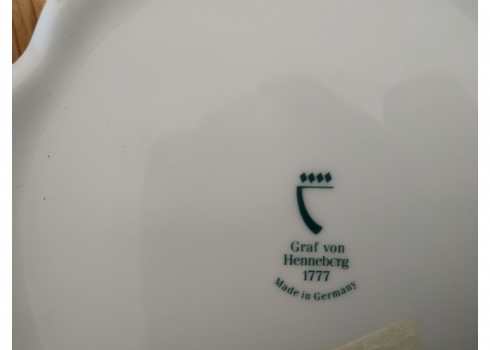 Graf von
Henneberg
1777
Made in Germany